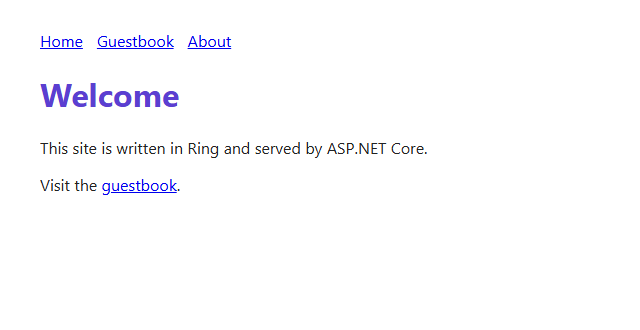 Home Guestbook About
Welcome
This site is written in Ring and served by ASP.NET Core.
Visit the guestbook.